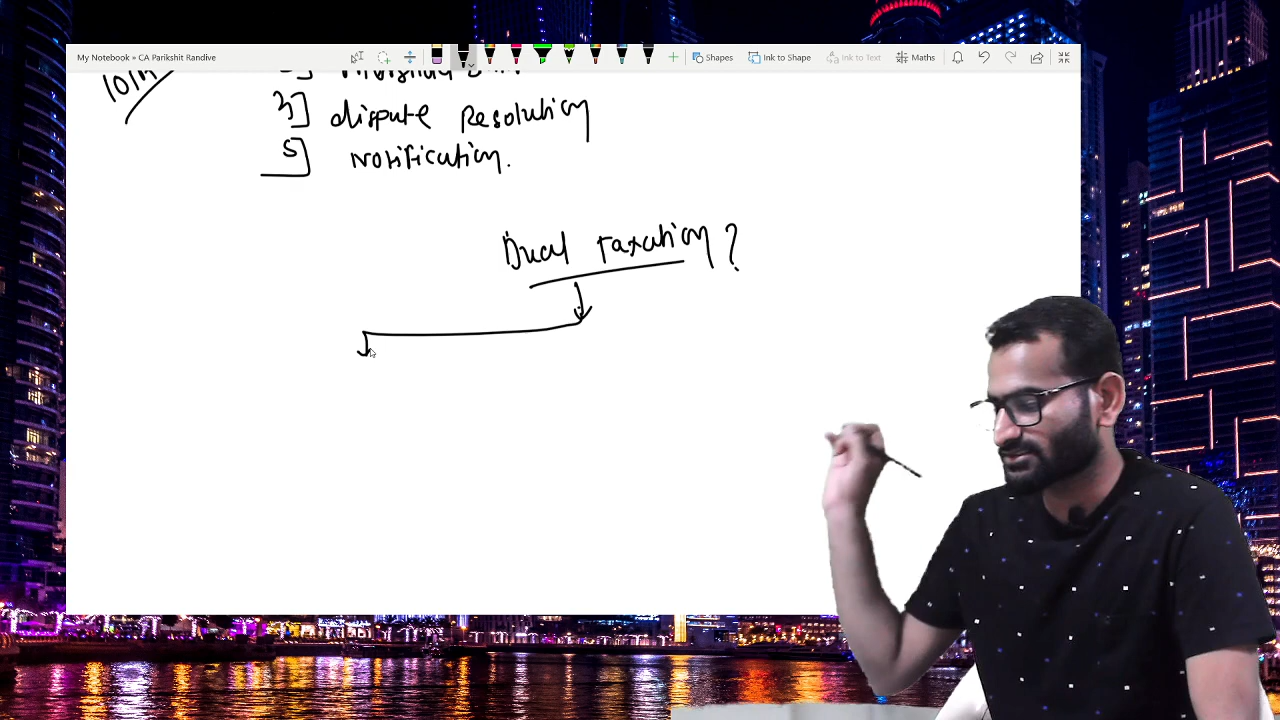 My Notebook » CA Parikshit Randive
Shapes Ink to Shape Ink to Text Maths
3] dispute Resolution
5] Notification.
Dual Taxation?